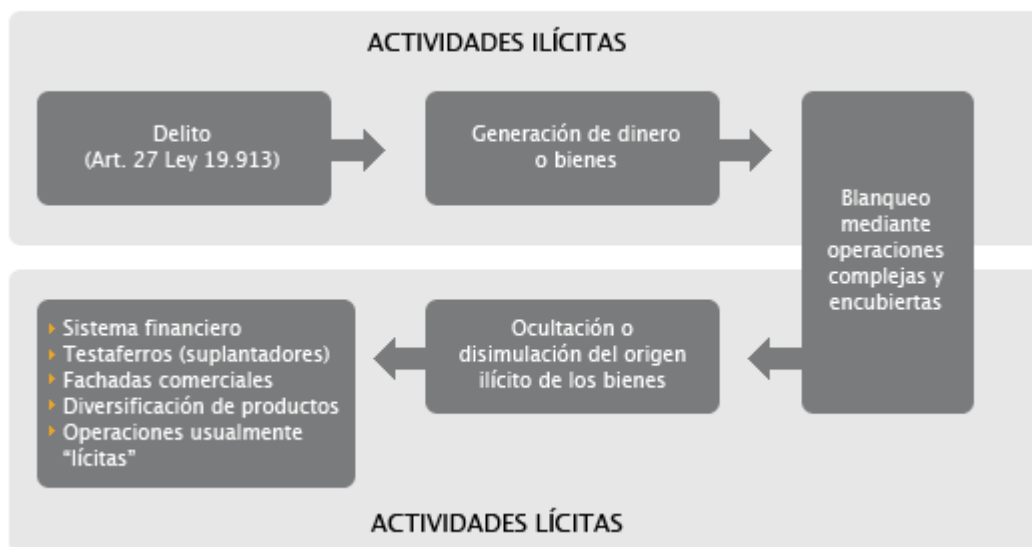 ACTIVIDADES ILÍCITAS
Delito
(Art. 27 Ley 19.913)
Generación de dinero
o bienes
Blanqueo
mediante
operaciones
complejas y
encubiertas
Ocultación o
disimulación del origen
ilícito de los bienes
Sistema financiero
Testaferros (suplantadores)
Fachadas comerciales
Diversificación de productos
Operaciones usualmente
“lícitas”
ACTIVIDADES LÍCITAS